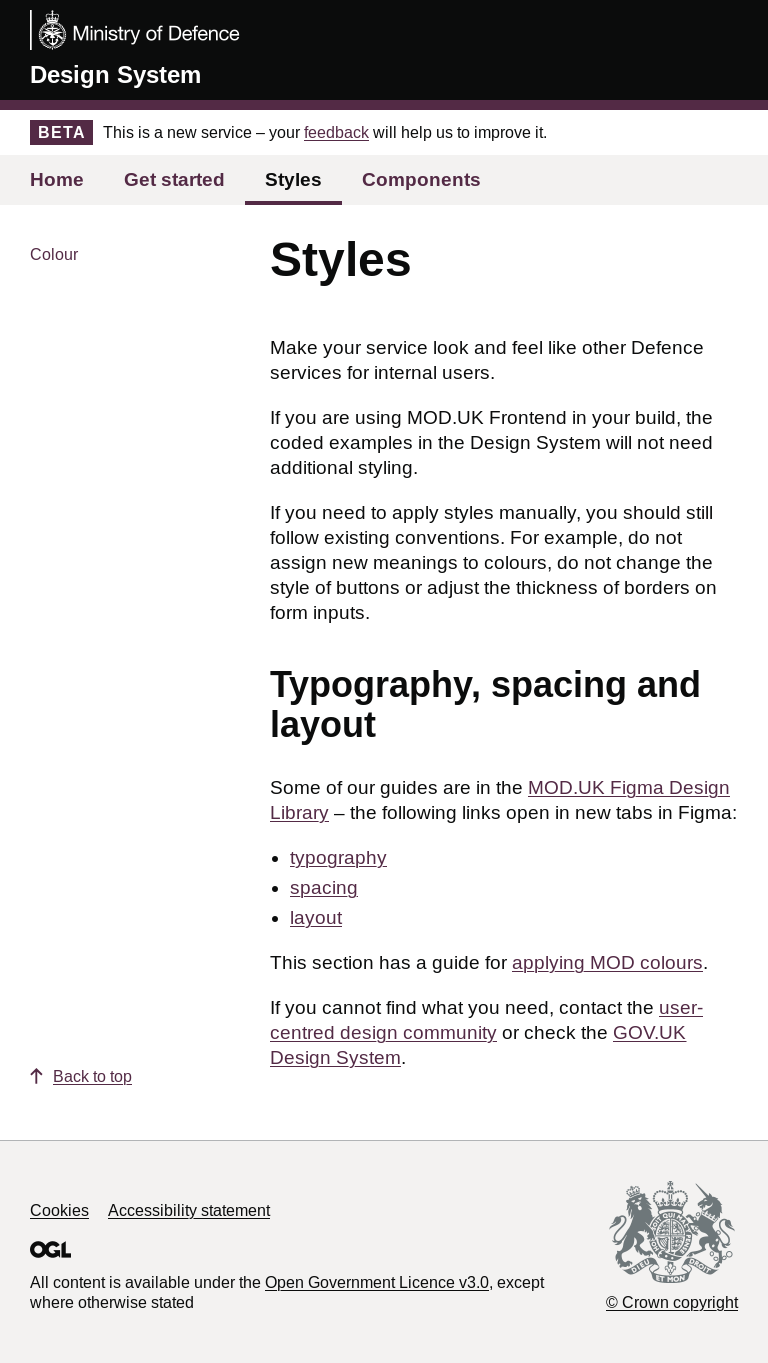 Ministry of Defence
Design System
BETA This is a new service – your feedback will help us to improve it.
Home Get started Styles Components
Colour
Styles
Make your service look and feel like other Defence
services for internal users.
If you are using MOD.UK Frontend in your build, the
coded examples in the Design System will not need
additional styling.
If you need to apply styles manually, you should still
follow existing conventions. For example, do not
assign new meanings to colours, do not change the
style of buttons or adjust the thickness of borders on
form inputs.
Typography, spacing and
layout
Some of our guides are in the MOD.UK Figma Design
Library – the following links open in new tabs in Figma:
typography
spacing
layout
This section has a guide for applying MOD colours.
If you cannot find what you need, contact the user-
centred design community or check the GOV.UK
Design System.
Back to top
Cookies Accessibility statement
OGL
All content is available under the Open Government Licence v3.0, except
where otherwise stated
DIEU ET MON DROIT
© Crown copyright